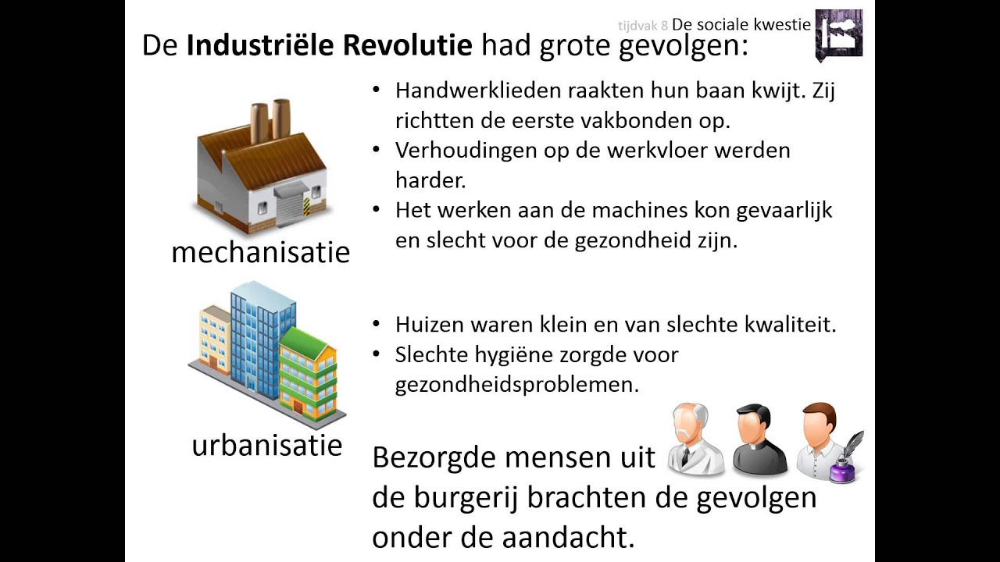 tijdvak 8 De sociale kwestie
De Industriële Revolutie had grote gevolgen:
• Handwerklieden raakten hun baan kwijt. Zij
richtten de eerste vakbonden op.
• Verhoudingen op de werkvloer werden
harder.
• Het werken aan de machines kon gevaarlijk
en slecht voor de gezondheid zijn.
mechanisatie
• Huizen waren klein en van slechte kwaliteit.
• Slechte hygiëne zorgde voor
gezondheidsproblemen.
urbanisatie
Bezorgde mensen uit
de burgerij brachten de gevolgen
onder de aandacht.